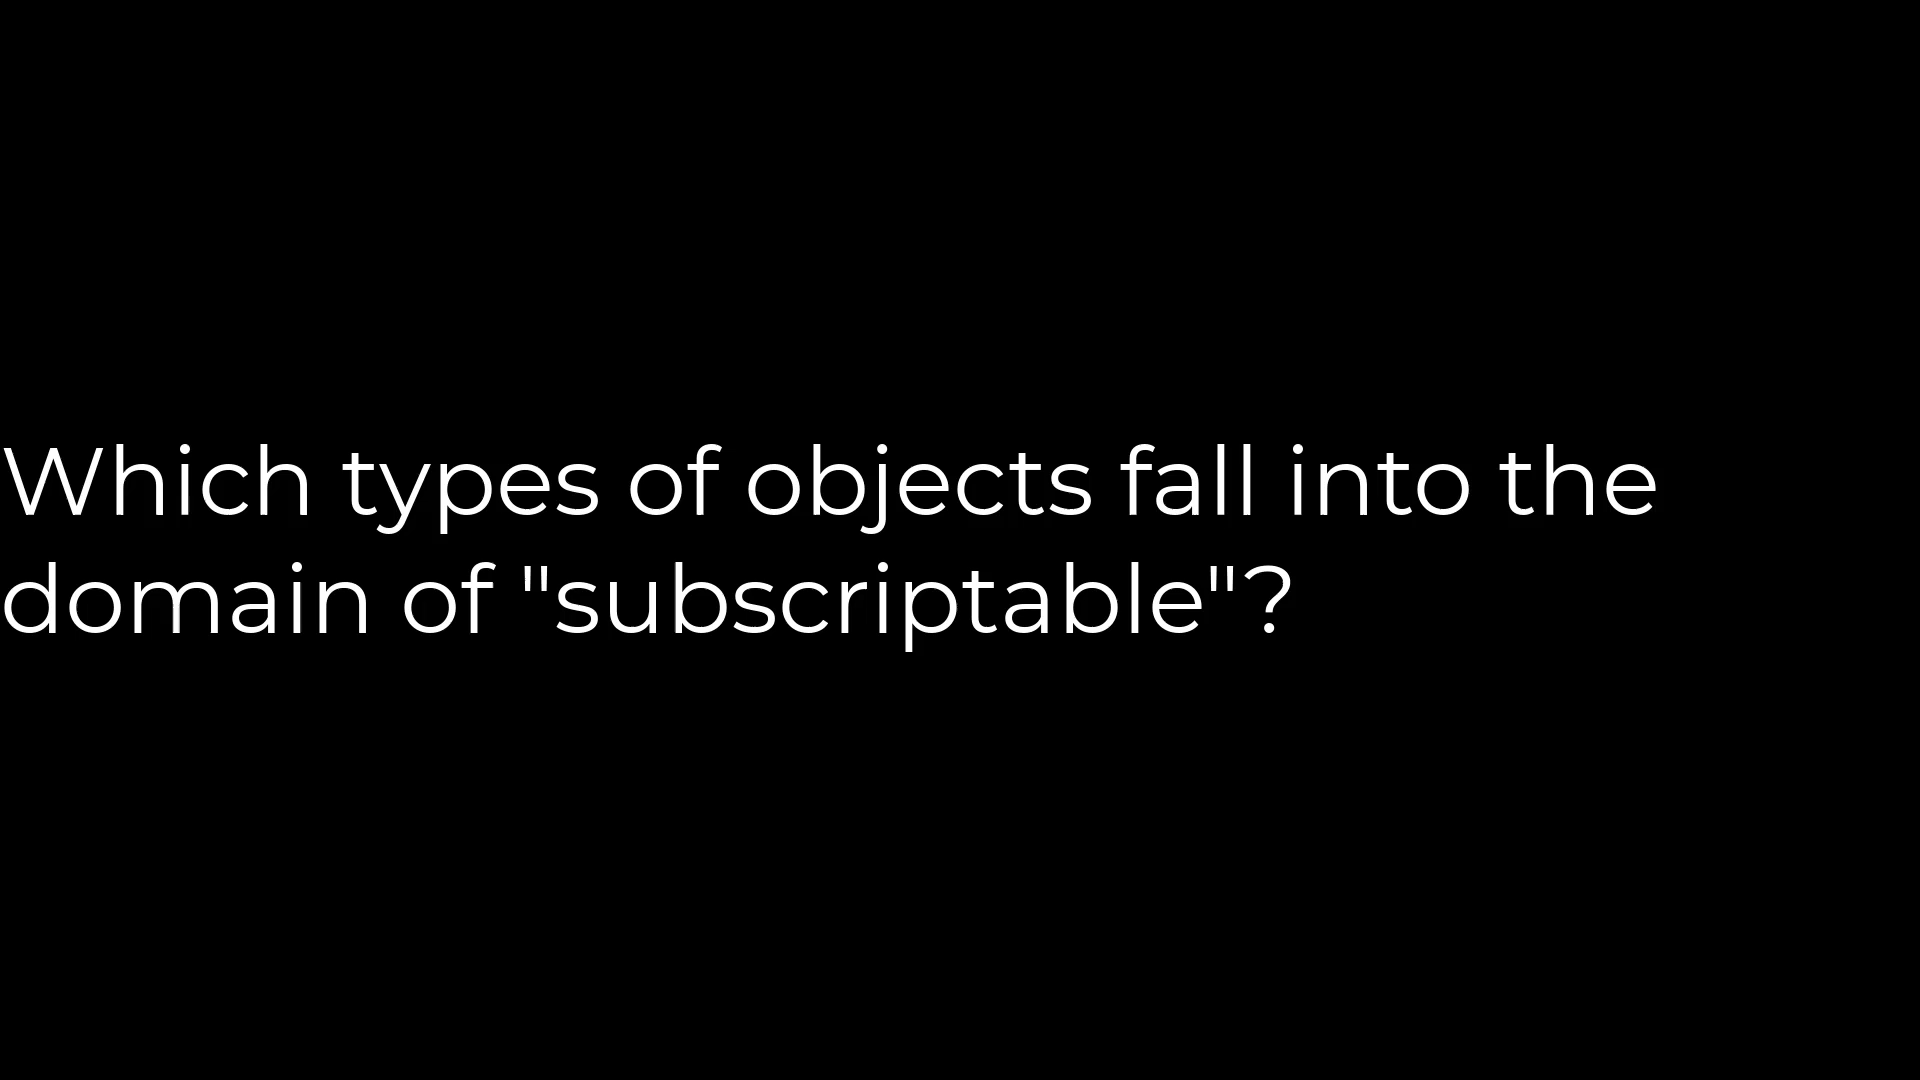 Which types of objects fall into the
domain of "subscriptable"?